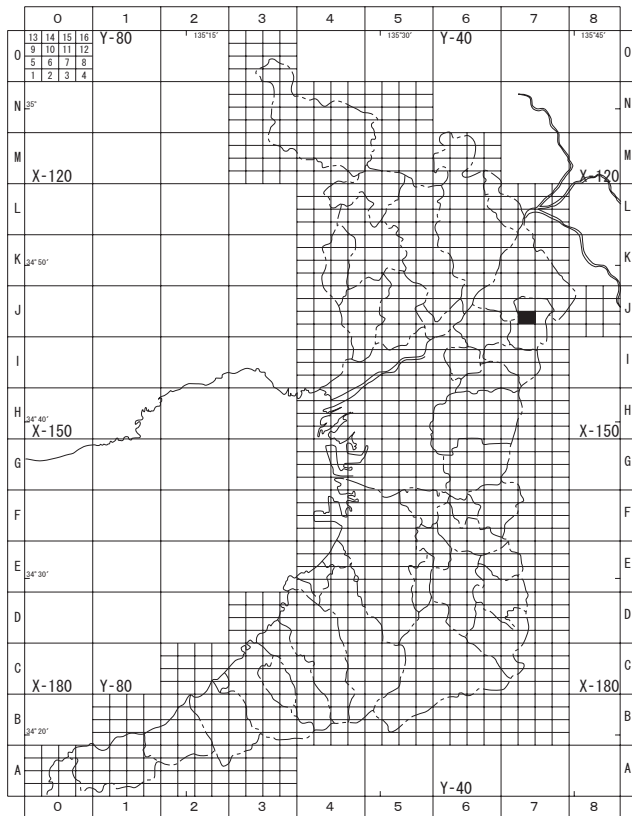 0 1 2 3 4 5 6 7 8
13 14 15 16 Y-80 135°15′ 135°30′ Y-40 135°45′
9 10 11 12
O O
5 6 7 8
1 2 3 4
N 35° N
M M
X-120 X-120
L L
K 34°50′ K
J J
I I
H 34°40′ H
X-150 X-150
G G
F F
E 34°30′ E
D D
C C
X-180 Y-80 X-180
B 34°20′ B
A A
Y-40
0 1 2 3 4 5 6 7 8